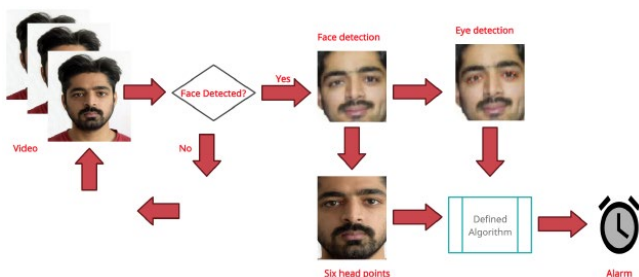 Face detection
Eye detection
Yes
Face Detected?
Video
No
Defined
Algorithm
Six head points
Alarm